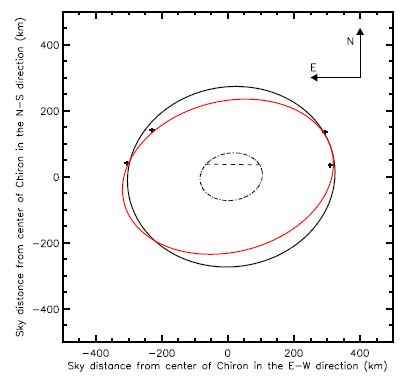 400
200
0
−200
−400
Sky distance from center of Chiron in the N−S direction (km)
N
E
−400 −200 0 200 400
Sky distance from center of Chiron in the E−W direction (km)